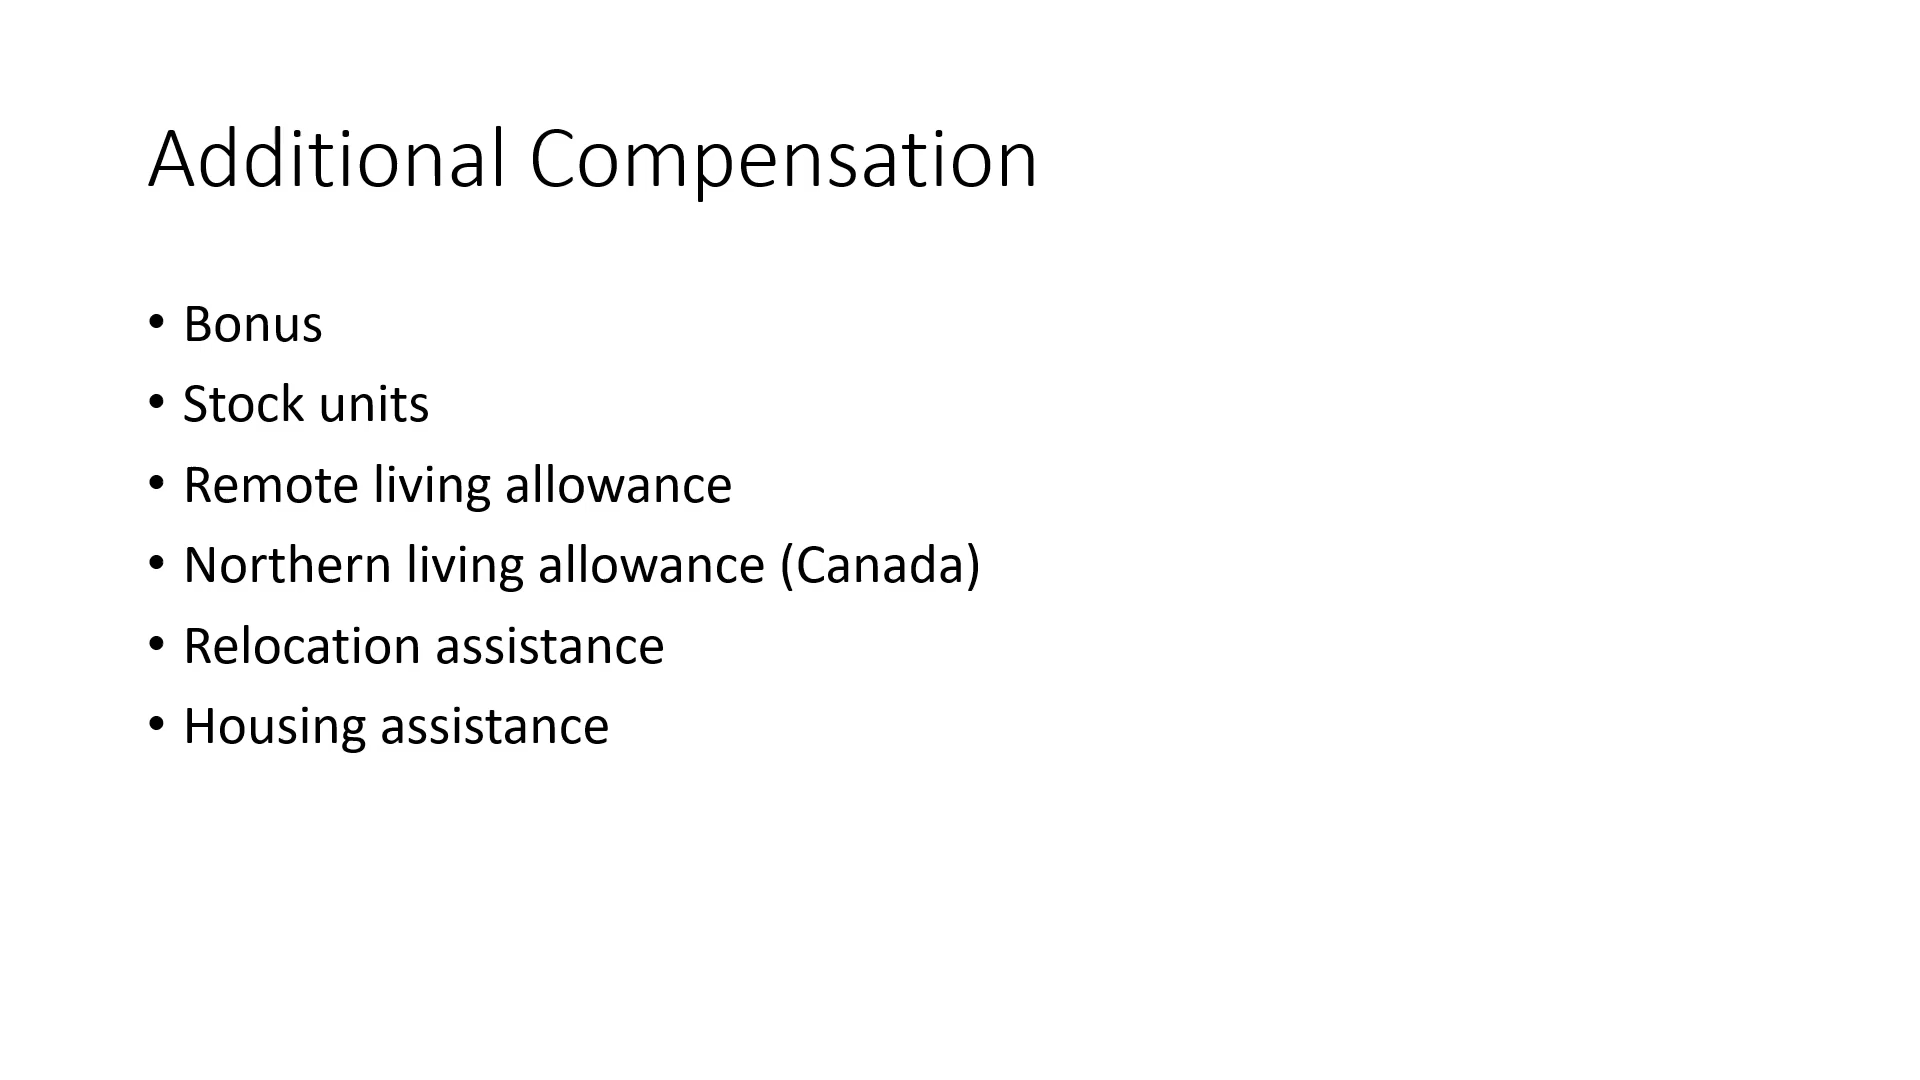 Additional Compensation
• Bonus
• Stock units
• Remote living allowance
• Northern living allowance (Canada)
• Relocation assistance
• Housing assistance